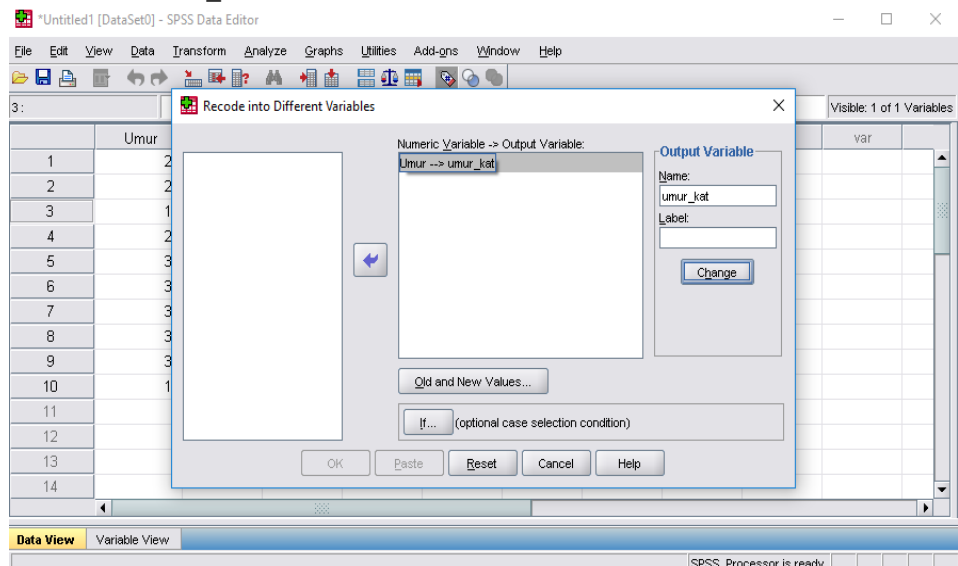 *Untitled1 [DataSet0] - SPSS Data Editor
File Edit View Data Transform Analyze Graphs Utilities Add-ons Window Help
3 :
Visible: 1 of 1 Variables
Recode into Different Variables
Umur
var
1 2
2 2
3 1
4 2
5 3
6 3
7 3
8 3
9 3
10 1
11
12
13
14
Numeric Variable -> Output Variable:
Umur --> umur_kat
Output Variable
Name:
umur_kat
Label:
Change
Old and New Values...
If... (optional case selection condition)
OK Paste Reset Cancel Help
Data View Variable View
SPSS Processor is ready